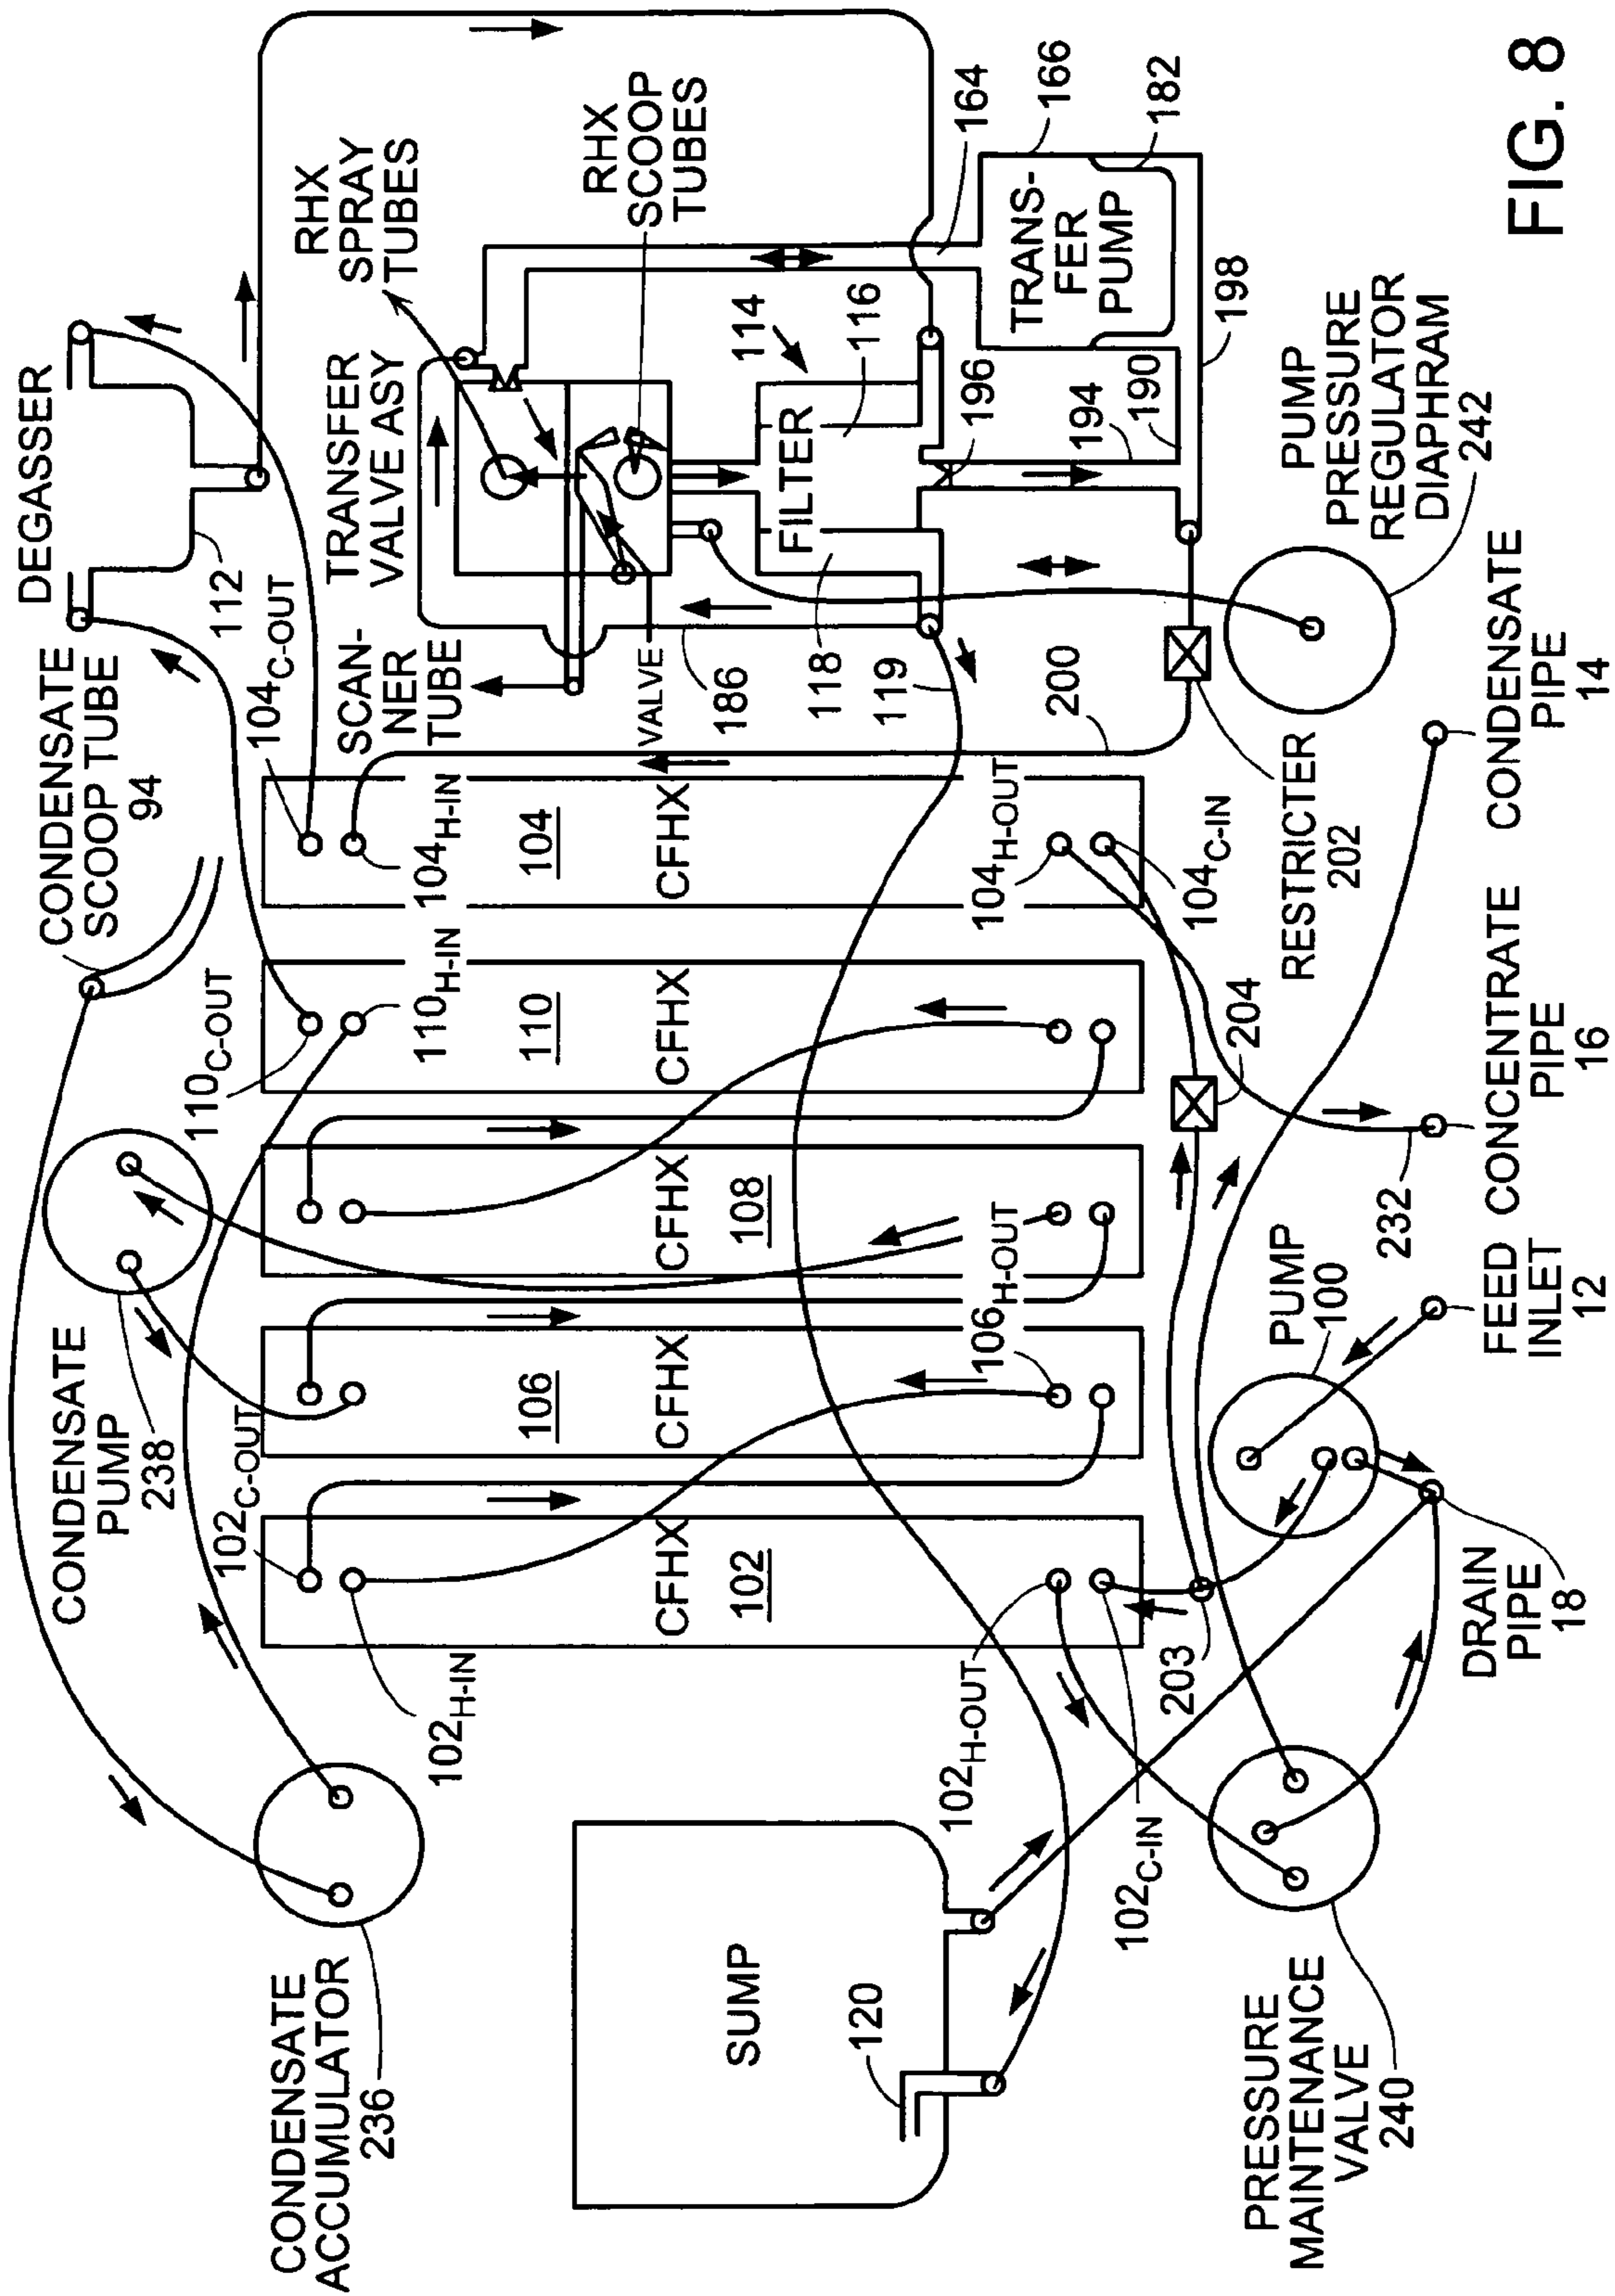 DEGASSER
112
CONDENSATE
SCOOP TUBE
94
104C-OUT
110C-OUT
CONDENSATE
PUMP
238
102C-OUT
CONDENSATE
ACCUMULATOR
236
RHX
SPRAY
TUBES
RHX
SCOOP
TUBES
TRANSFER
VALVE ASY
SCAN-
NER
TUBE
VALVE
186
114
116
FILTER
118
119
164
166
TRANS-
FER
PUMP
182
196
194
190
198
200
104H-IN
104
CFHX
104H-OUT
104C-IN
110H-IN
110
CFHX
108
CFHX
106
CFHX
106H-OUT
102
CFHX
102H-IN
102H-OUT
102C-IN
SUMP
120
PUMP
PRESSURE
REGULATOR
DIAPHRAM
242
RESTRICTER
202
204
203
232
PUMP
100
CONDENSATE
PIPE
14
CONCENTRATE
PIPE
16
FEED
INLET
12
DRAIN
PIPE
18
PRESSURE
MAINTENANCE
VALVE
240
FIG. 8